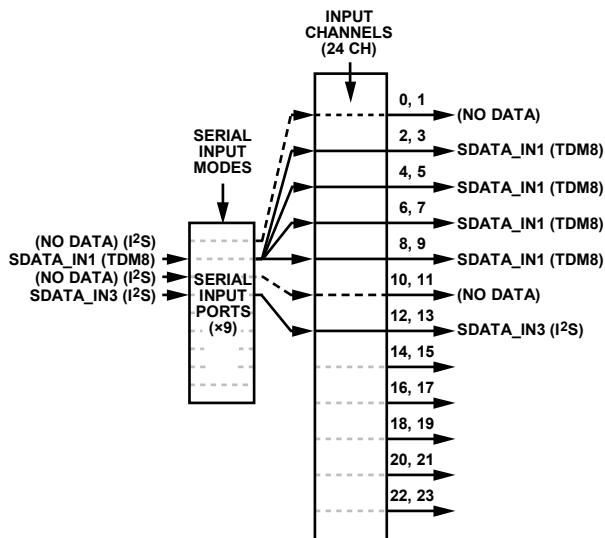 INPUT
CHANNELS
(24 CH)
SERIAL
INPUT
MODES
(NO DATA) (I²S)
SDATA_IN1 (TDM8)
(NO DATA) (I²S)
SDATA_IN3 (I²S)
SERIAL
INPUT
PORTS
(×9)
0, 1
(NO DATA)
2, 3
SDATA_IN1 (TDM8)
4, 5
SDATA_IN1 (TDM8)
6, 7
SDATA_IN1 (TDM8)
8, 9
SDATA_IN1 (TDM8)
10, 11
(NO DATA)
12, 13
SDATA_IN3 (I²S)
14, 15
16, 17
18, 19
20, 21
22, 23